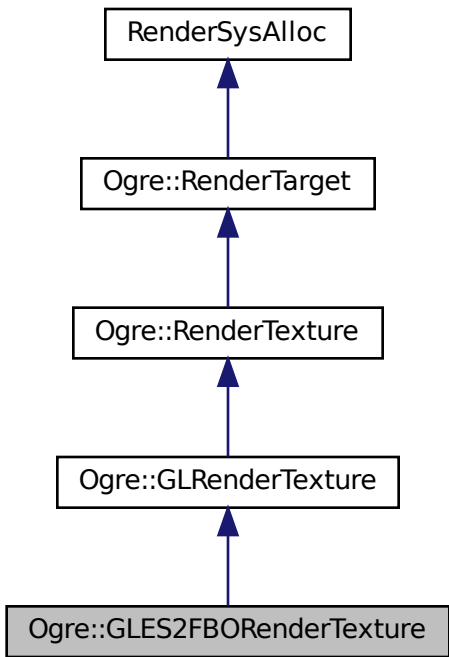 RenderSysAlloc
Ogre::RenderTarget
Ogre::RenderTexture
Ogre::GLRenderTexture
Ogre::GLES2FBORenderTexture